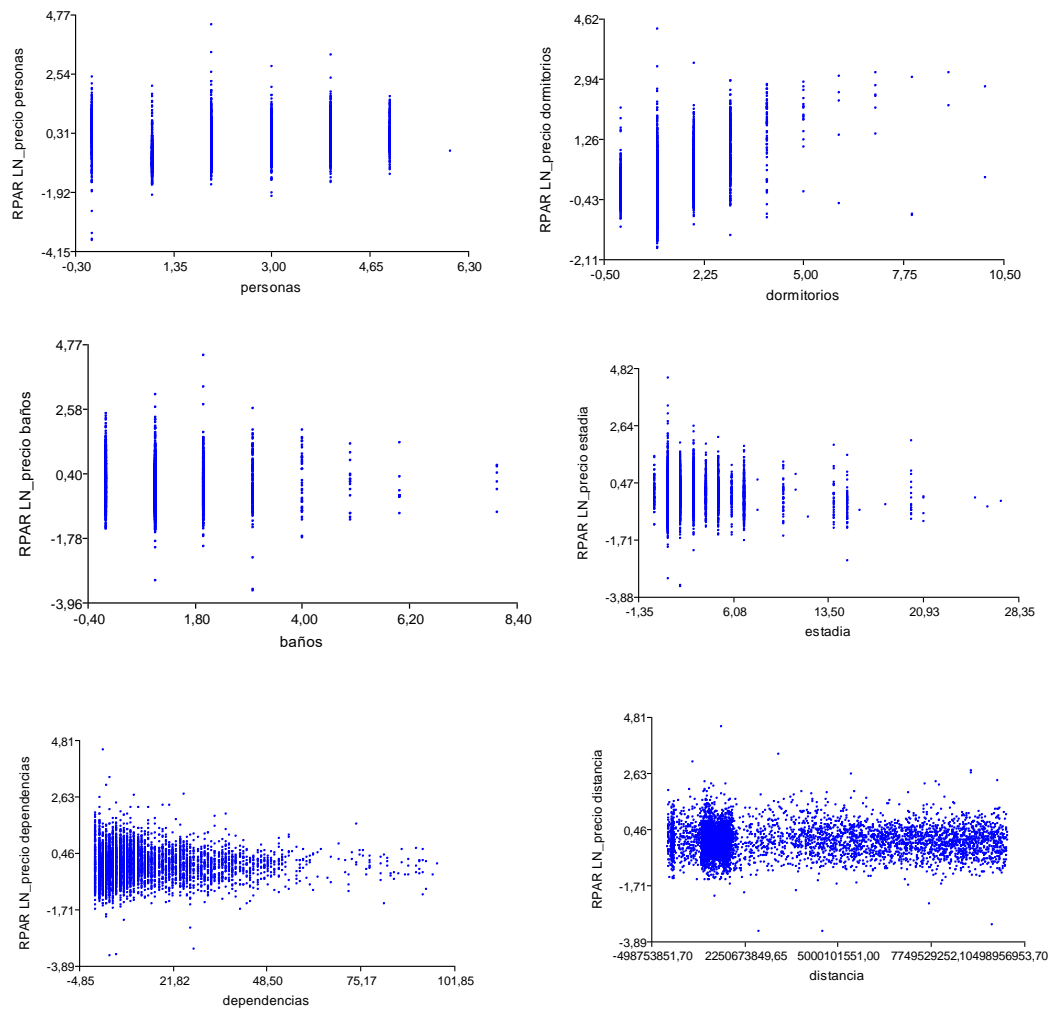 4,77
2,54
0,31
-1,92
-4,15
RPAR LN_precio personas
-0,30 1,35 3,00 4,65 6,30
personas
4,62
2,94
1,26
-0,43
-2,11
RPAR LN_precio dormitorios
-0,50 2,25 5,00 7,75 10,50
dormitorios
4,77
2,58
0,40
-1,78
-3,96
RPAR LN_precio baños
-0,40 1,80 4,00 6,20 8,40
baños
4,82
2,64
0,47
-1,71
-3,88
RPAR LN_precio estadia
-1,35 6,08 13,50 20,93 28,35
estadia
4,81
2,63
0,46
-1,71
-3,89
RPAR LN_precio dependencias
-4,85 21,82 48,50 75,17 101,85
dependencias
4,81
2,63
0,46
-1,71
-3,89
RPAR LN_precio distancia
-498753851,70 2250673849,65 5000101551,00 7749529252,10498956953,70
distancia